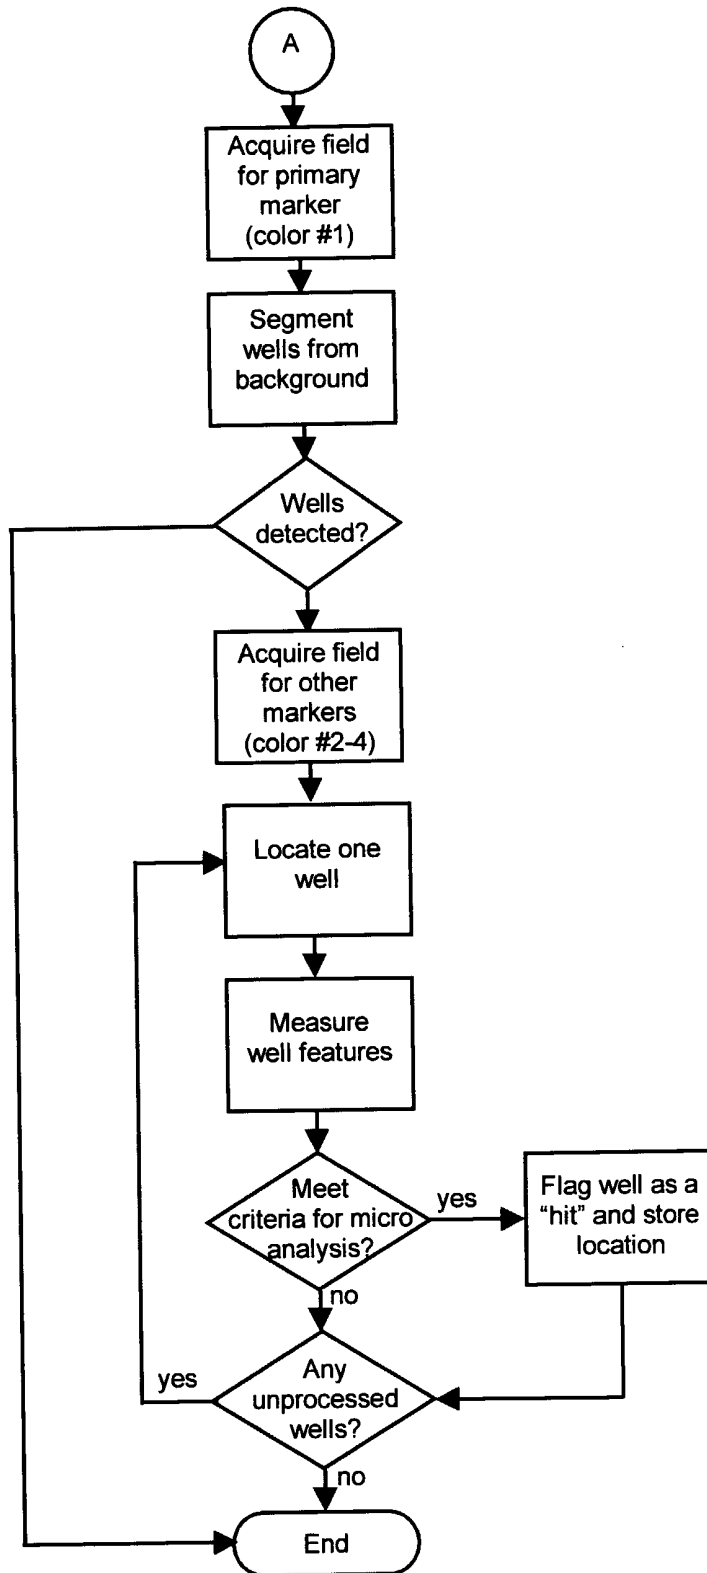 A
Acquire field
for primary
marker
(color #1)
Segment
wells from
background
Wells
detected?
Acquire field
for other
markers
(color #2-4)
Locate one
well
Measure
well features
Meet
criteria for micro
analysis?
yes
Flag well as a
“hit” and store
location
no
Any
unprocessed
wells?
yes
no
End